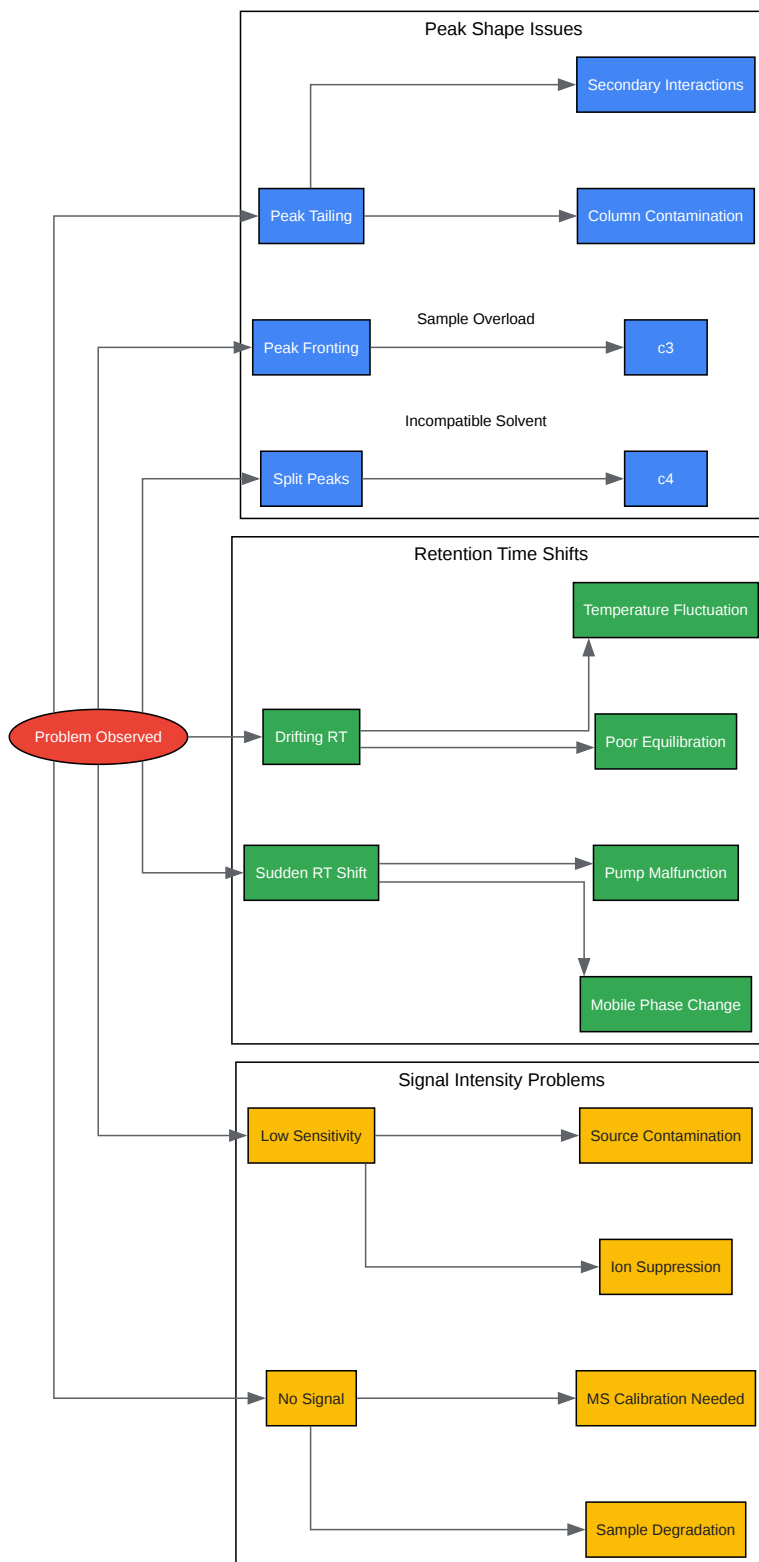 Peak Shape Issues
Secondary Interactions
Peak Tailing
Column Contamination
Sample Overload
Peak Fronting
c3
Incompatible Solvent
Split Peaks
c4
Retention Time Shifts
Temperature Fluctuation
Problem Observed
Drifting RT
Poor Equilibration
Sudden RT Shift
Pump Malfunction
Mobile Phase Change
Signal Intensity Problems
Low Sensitivity
Source Contamination
Ion Suppression
No Signal
MS Calibration Needed
Sample Degradation